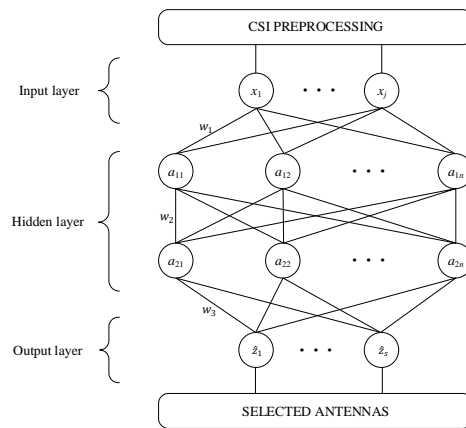 CSI PREPROCESSING
Input layer
x₁ · · · xⱼ
w₁
Hidden layer
a₁₁ a₁₂ · · · a₁ₙ
w₂
a₂₁ a₂₂ · · · a₂ₙ
w₃
Output layer
ẑ₁ · · · ẑₛ
SELECTED ANTENNAS